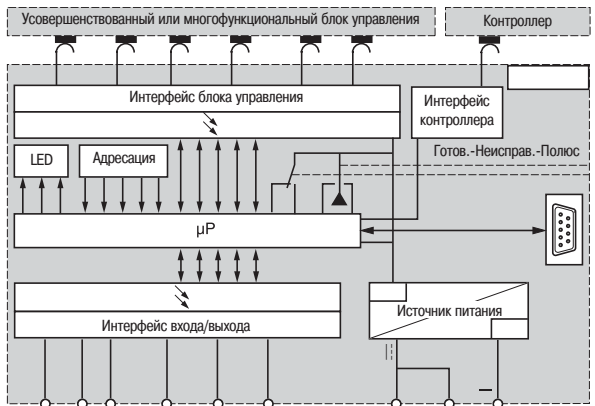 Усовершенствованный или многофункциональный блок управления
Контроллер
Интерфейс блока управления
Интерфейс
контроллера
LED
Адресация
Готов.-Неисправ.-Полюс
µP
Источник питания
Интерфейс входа/выхода